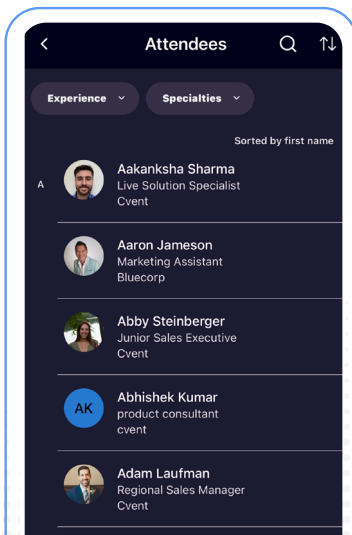 Attendees
Experience
Specialties
Sorted by first name
A
Aakanksha Sharma
Live Solution Specialist
Cvent
Aaron Jameson
Marketing Assistant
Bluecorp
Abby Steinberger
Junior Sales Executive
Cvent
AK
Abhishek Kumar
product consultant
cvent
Adam Laufman
Regional Sales Manager
Cvent